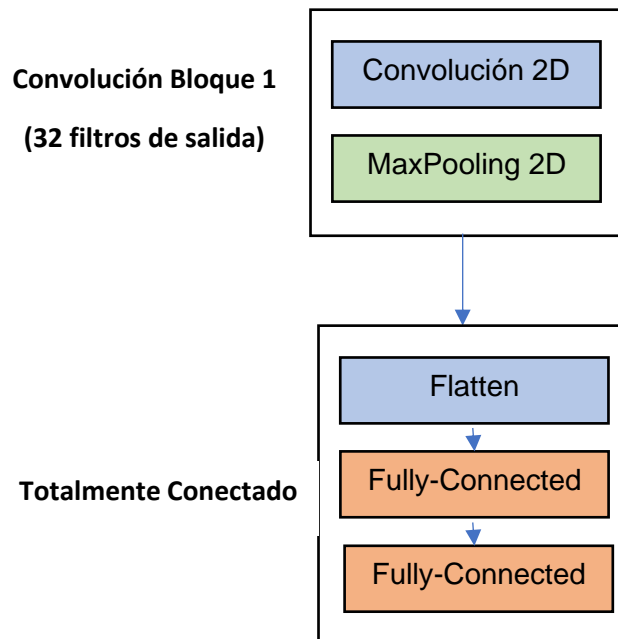 Convolución Bloque 1
(32 filtros de salida)
Convolución 2D
MaxPooling 2D
Totalmente Conectado
Flatten
Fully-Connected
Fully-Connected